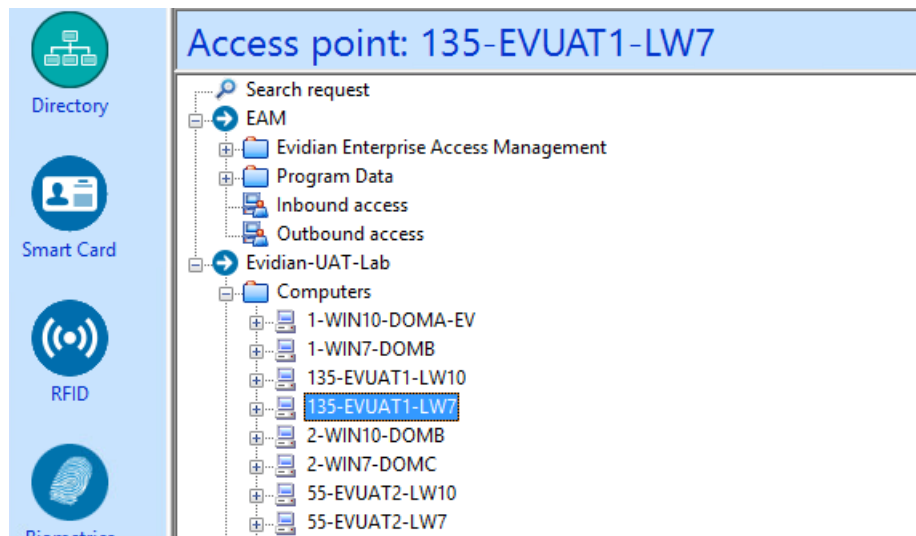 Access point: 135-EVUAT1-LW7
Directory
Smart Card
RFID
Biometrics
Search request
EAM
Evidian Enterprise Access Management
Program Data
Inbound access
Outbound access
Evidian-UAT-Lab
Computers
1-WIN10-DOMA-EV
1-WIN7-DOMB
135-EVUAT1-LW10
135-EVUAT1-LW7
2-WIN10-DOMB
2-WIN7-DOMC
55-EVUAT2-LW10
55-EVUAT2-LW7